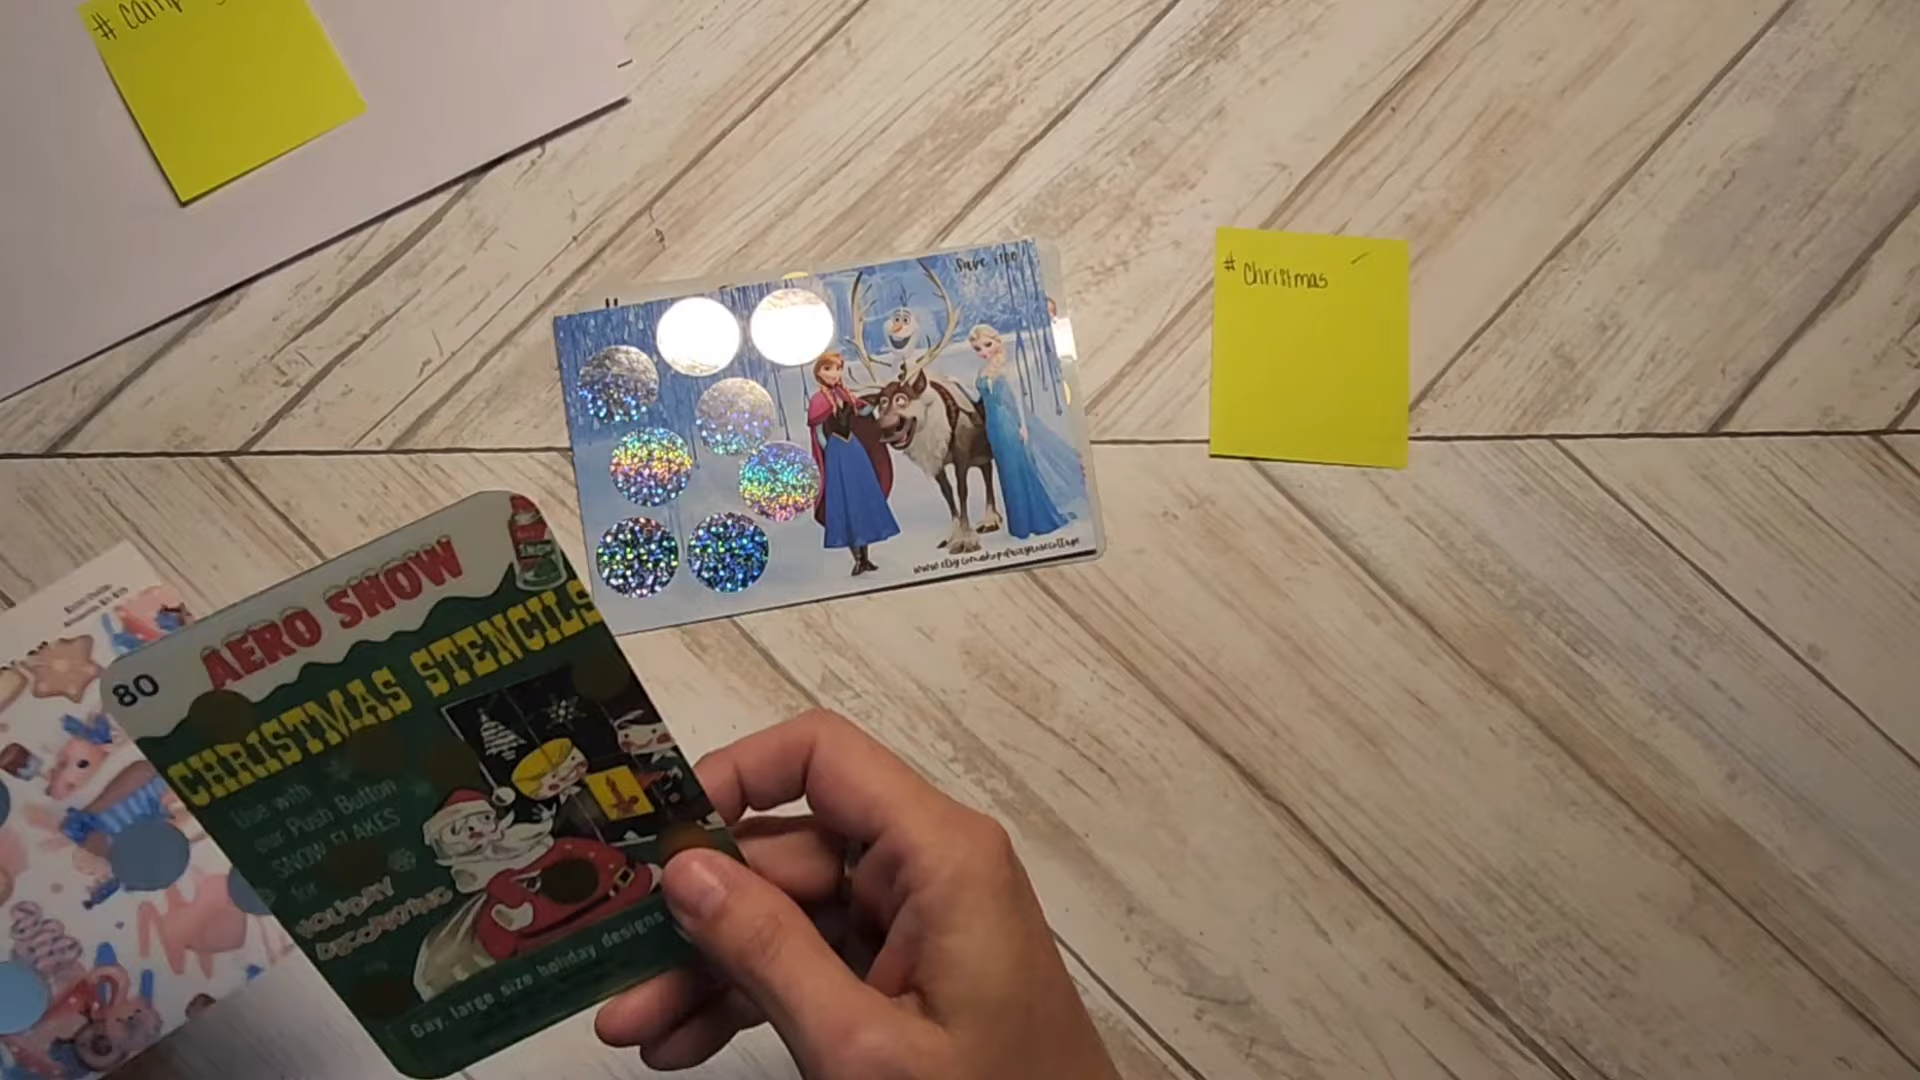 Save $100!
# Christmas
www.etsy.com
AERO SNOW
80
CHRISTMAS STENCILS
Use with
our Push Button
SNOW FLAKES
for
HOLIDAY
DECORATING
SNOW
Gay, large size holiday designs